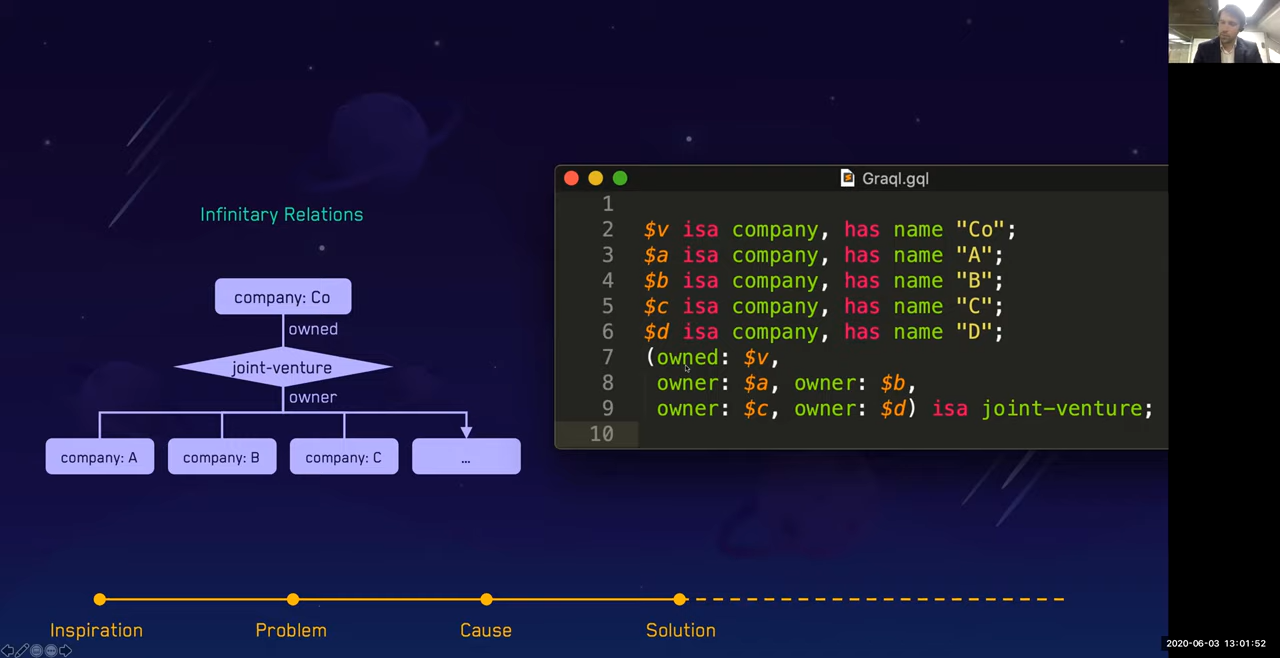 Infinitary Relations
company: Co
owned
joint-venture
owner
company: A
company: B
company: C
...
Graql.gql
1
2 $v isa company, has name "Co";
3 $a isa company, has name "A";
4 $b isa company, has name "B";
5 $c isa company, has name "C";
6 $d isa company, has name "D";
7 (owned: $v,
8 owner: $a, owner: $b,
9 owner: $c, owner: $d) isa joint-venture;
10
Inspiration
Problem
Cause
Solution
2020-06-03 13:01:52